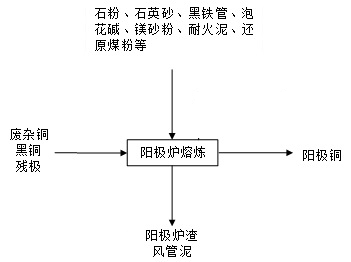 石粉、石英砂、黑铁管、泡
花碱、镁砂粉、耐火泥、还
原煤粉等
废杂铜
黑铜
残极
阳极炉熔炼
阳极铜
阳极炉渣
风管泥